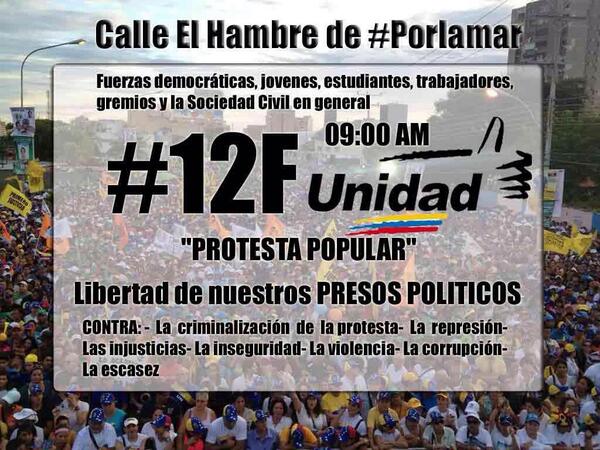 Calle El Hambre de #Porlamar
Fuerzas democráticas, jovenes, estudiantes, trabajadores,
gremios y la Sociedad Civil en general
09:00 AM
#12F Unidad
"PROTESTA POPULAR"
Libertad de nuestros PRESOS POLITICOS
CONTRA: - La criminalización de la protesta- La represión-
Las injusticias- La inseguridad- La violencia- La corrupción-
La escasez